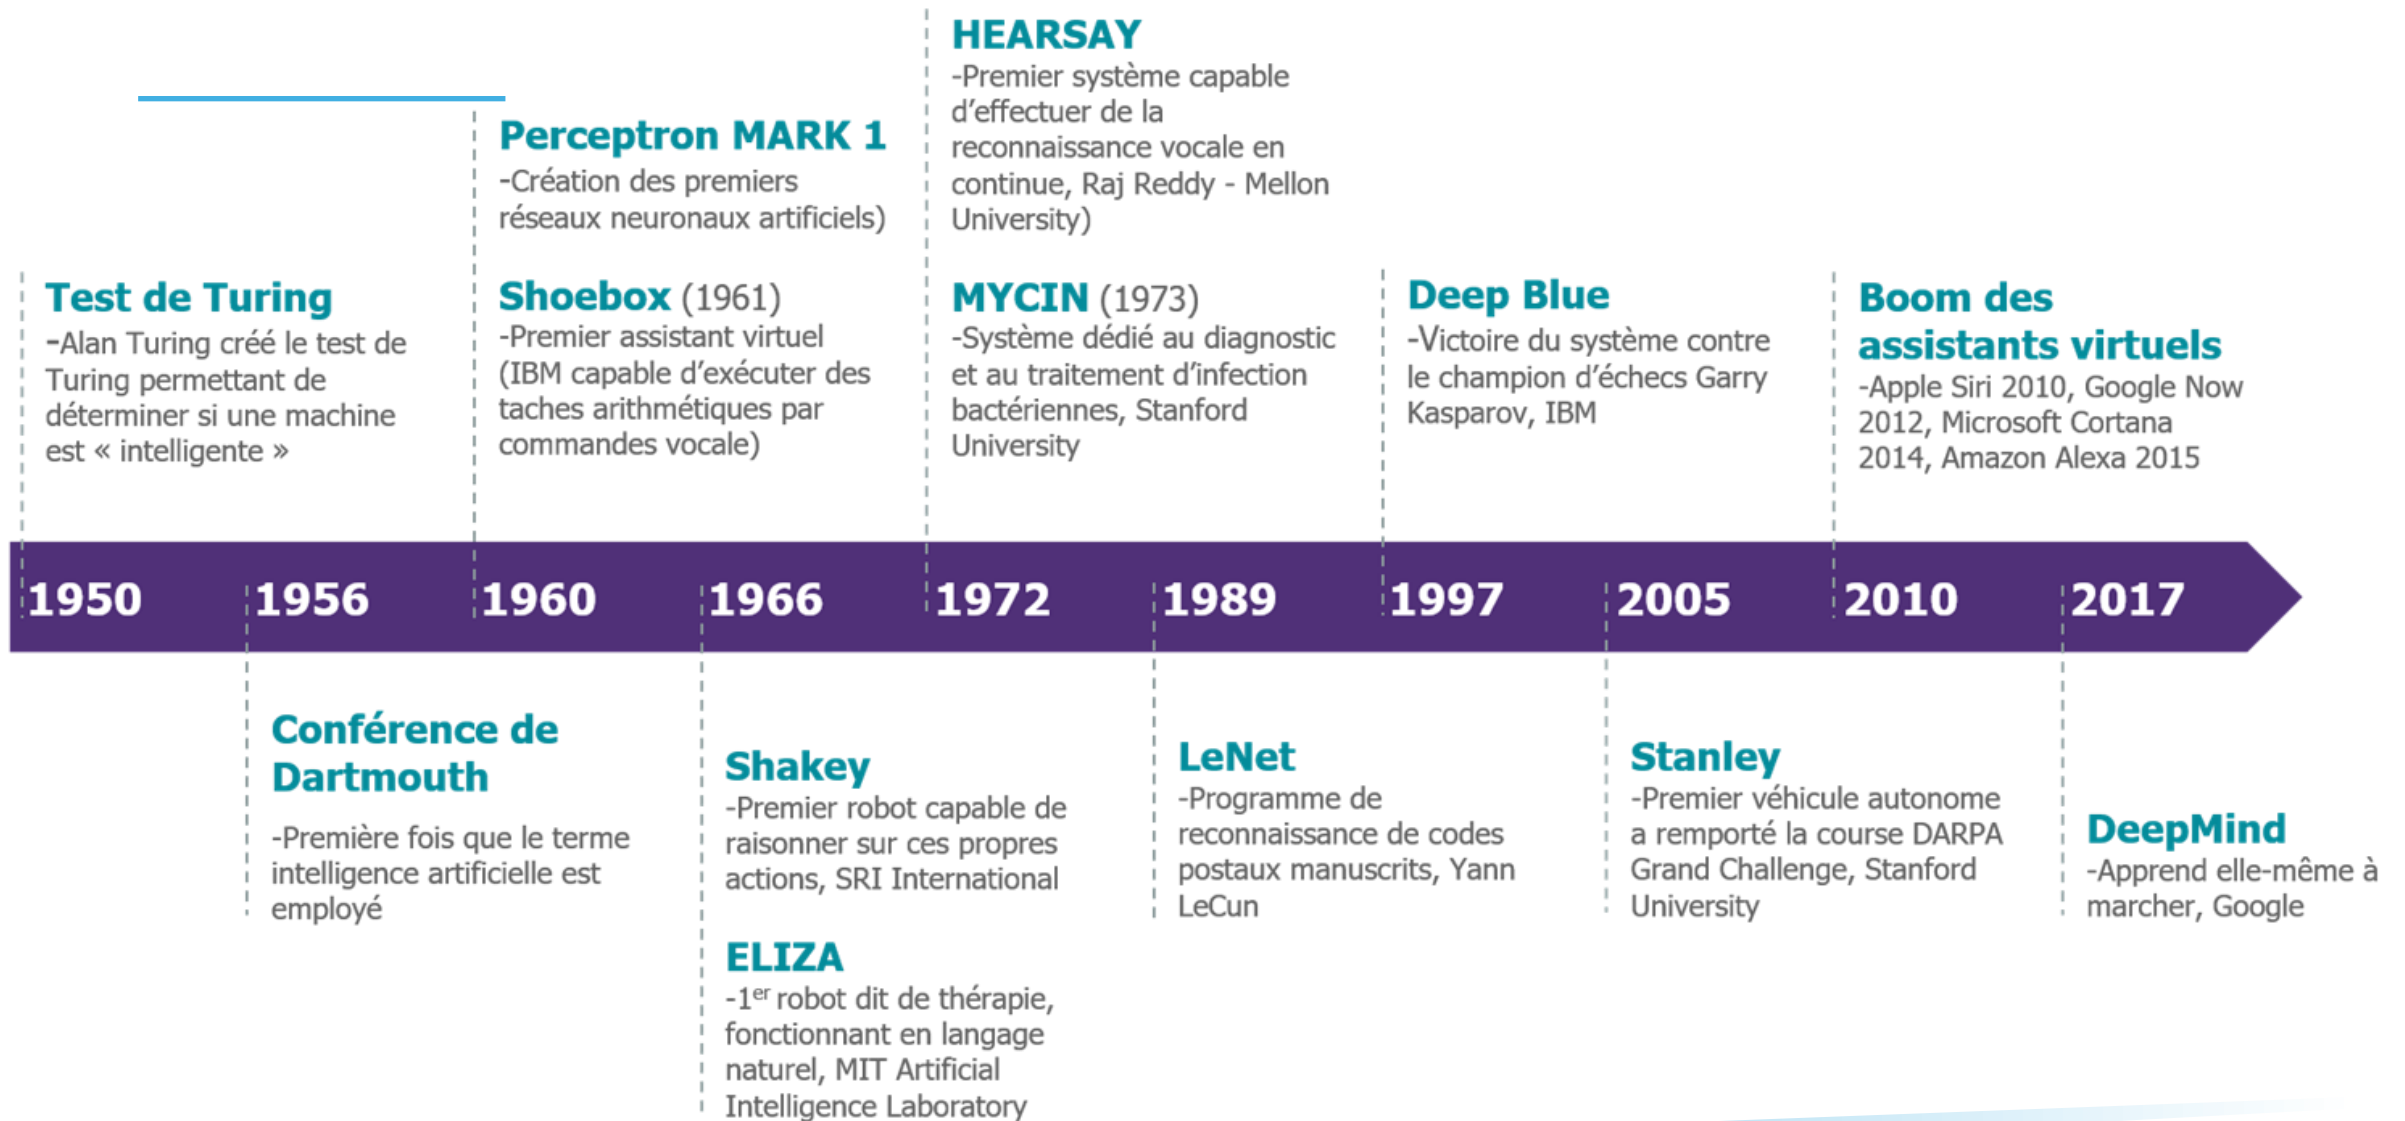 HEARSAY
-Premier système capable
d’effectuer de la
reconnaissance vocale en
continue, Raj Reddy - Mellon
University)
Perceptron MARK 1
-Création des premiers
réseaux neuronaux artificiels)
Test de Turing
-Alan Turing créé le test de
Turing permettant de
déterminer si une machine
est « intelligente »
Shoebox (1961)
-Premier assistant virtuel
(IBM capable d’exécuter des
taches arithmétiques par
commandes vocale)
MYCIN (1973)
-Système dédié au diagnostic
et au traitement d’infection
bactériennes, Stanford
University
Deep Blue
-Victoire du système contre
le champion d’échecs Garry
Kasparov, IBM
Boom des
assistants virtuels
-Apple Siri 2010, Google Now
2012, Microsoft Cortana
2014, Amazon Alexa 2015
1950 1956 1960 1966 1972 1989 1997 2005 2010 2017
Conférence de
Dartmouth
-Première fois que le terme
intelligence artificielle est
employé
Shakey
-Premier robot capable de
raisonner sur ces propres
actions, SRI International
ELIZA
-1er robot dit de thérapie,
fonctionnant en langage
naturel, MIT Artificial
Intelligence Laboratory
LeNet
-Programme de
reconnaissance de codes
postaux manuscrits, Yann
LeCun
Stanley
-Premier véhicule autonome
a remporté la course DARPA
Grand Challenge, Stanford
University
DeepMind
-Apprend elle-même à
marcher, Google